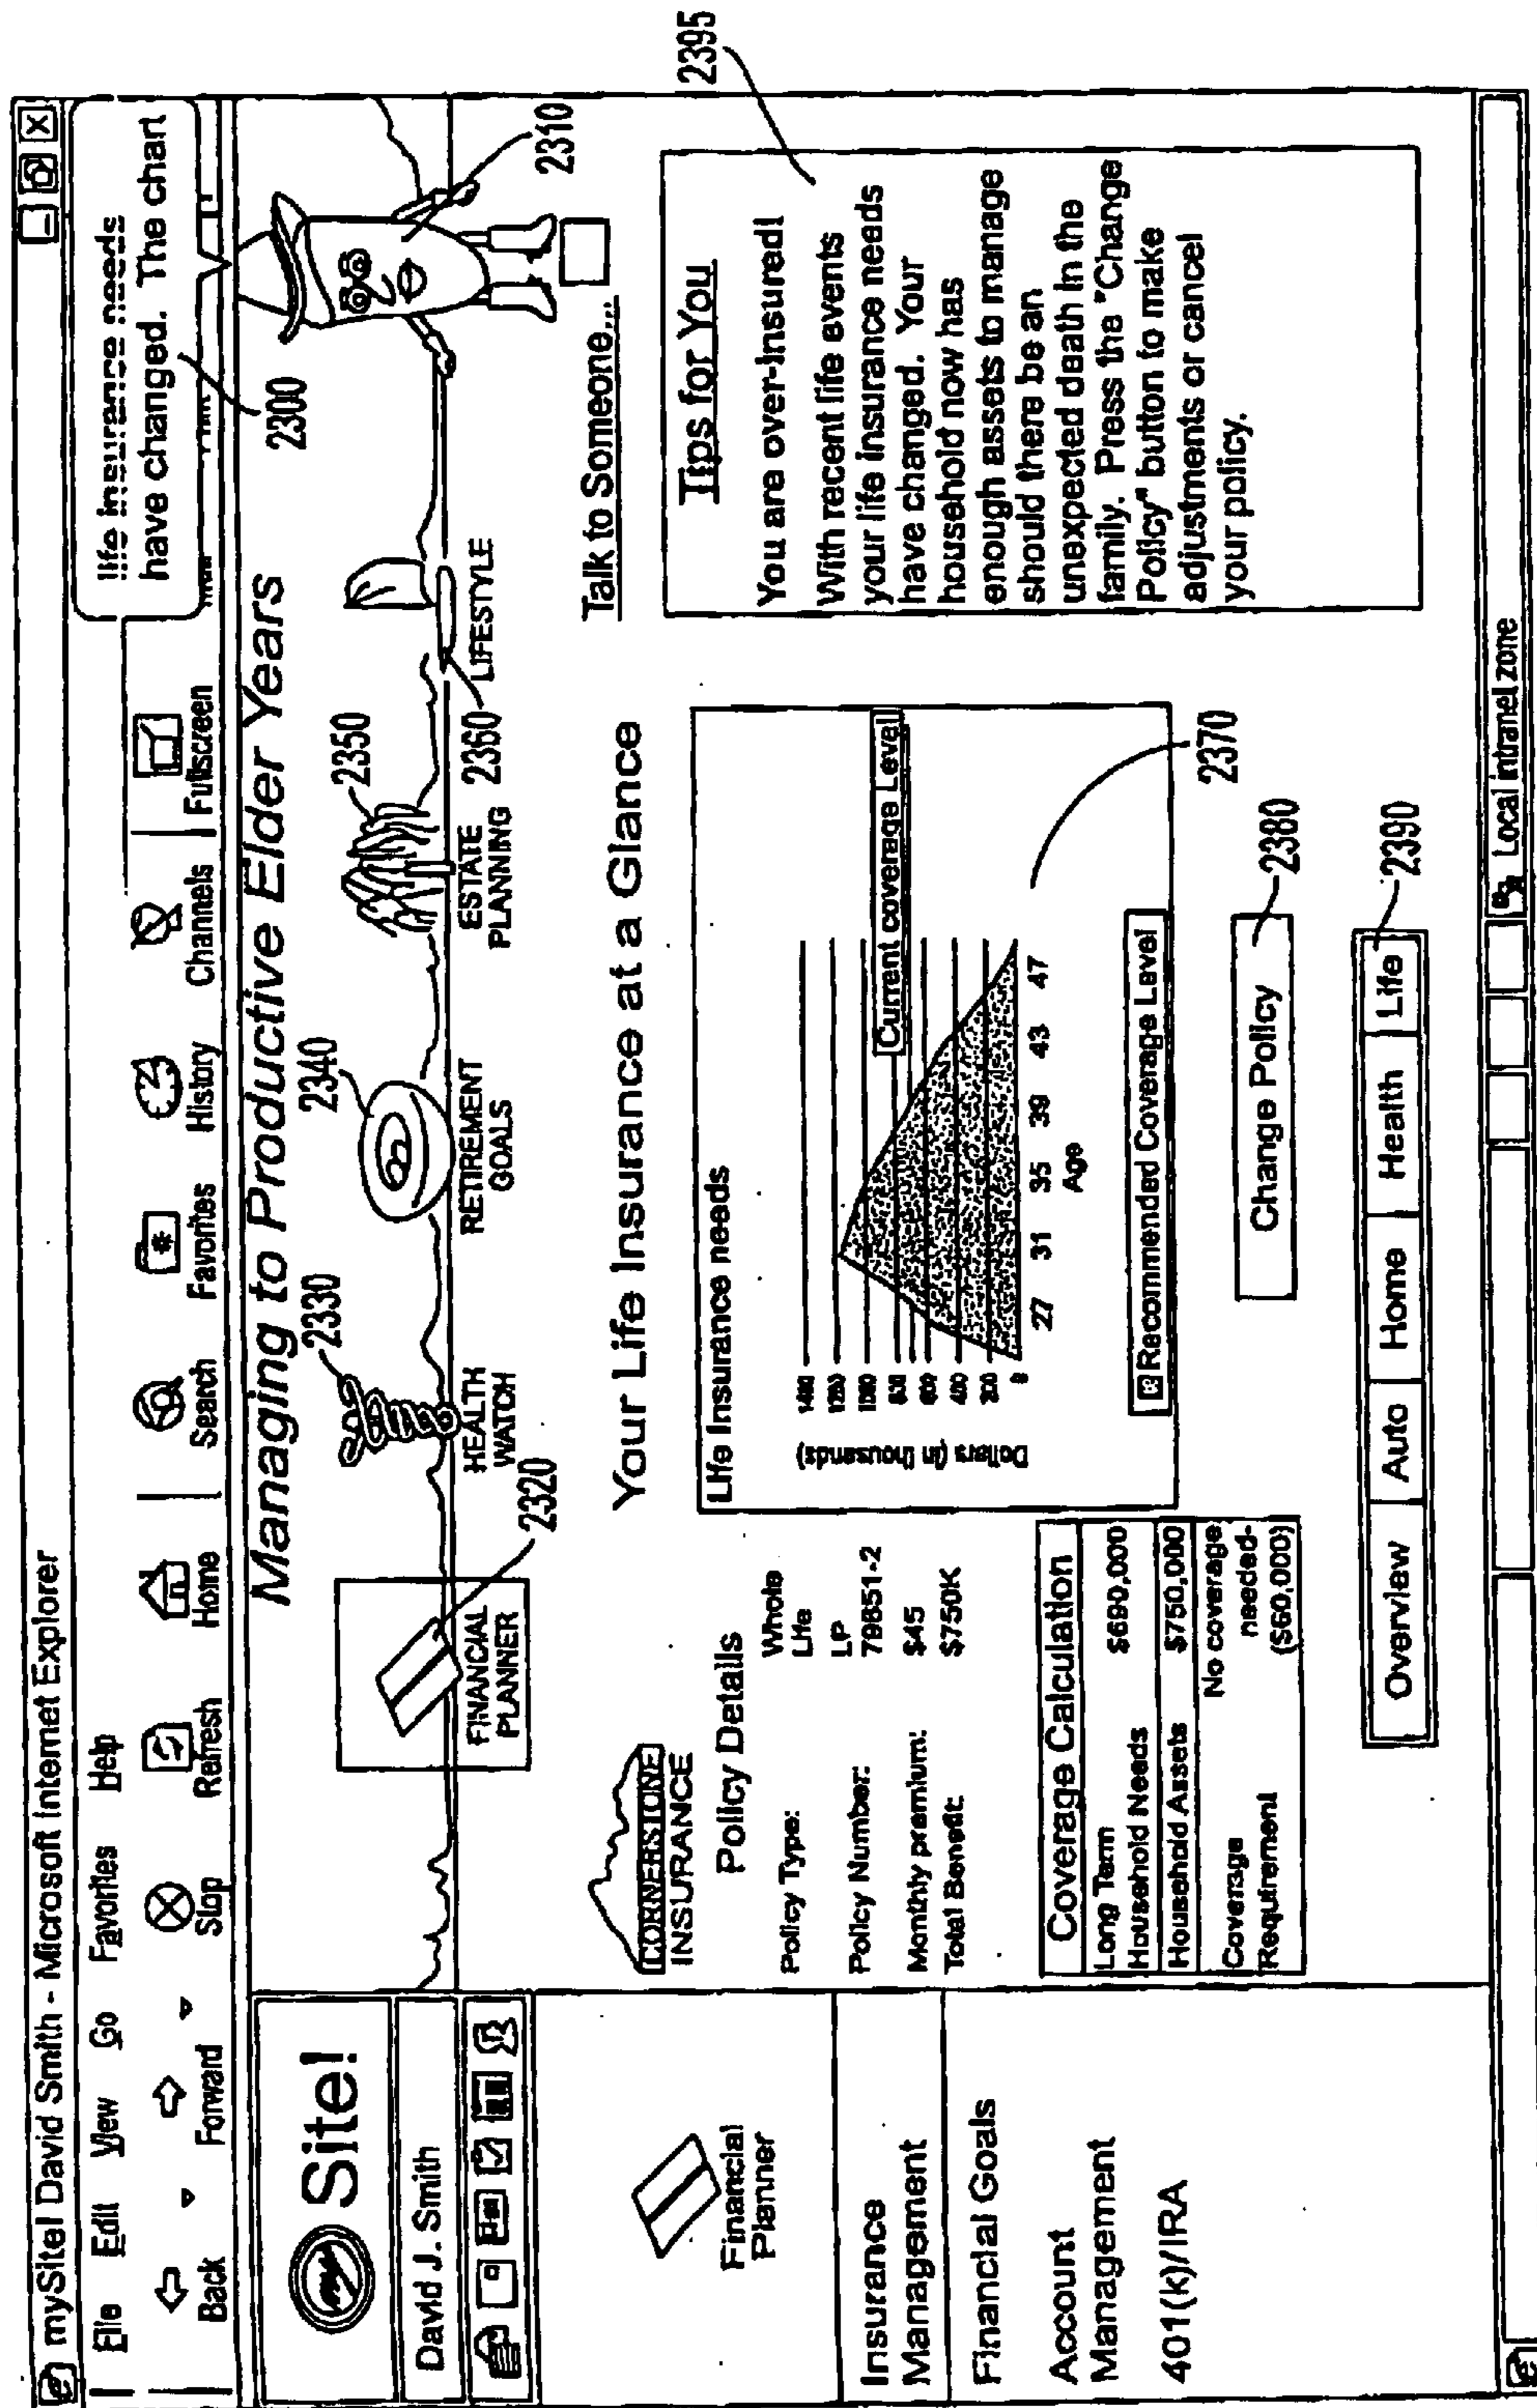 mySite! David Smith - Microsoft Internet Explorer
File Edit View Go Favorites Help
Back Forward Stop Refresh Home Search Favorites History Channels Fullscreen
life insurance needs
have changed. The chart
2300
my Site!
David J. Smith
Managing to Productive Elder Years
2310
2320
2330
2340
2350
2360
FINANCIAL
PLANNER
HEALTH
WATCH
RETIREMENT
GOALS
ESTATE
PLANNING
LIFESTYLE
Talk to Someone...
Financial
Planner
Insurance
Management
Financial Goals
Account
Management
401(k)/IRA
CORNERSTONE
INSURANCE
Policy Details
Policy Type: Whole
Life
Policy Number: LP
79851-2
Monthly premium: $45
Total Benefit: $750K
Coverage Calculation
Long Term
Household Needs $690,000
Household Assets $750,000
Coverage
Requirement
No coverage
needed-
($60,000)
Your Life Insurance at a Glance
Life Insurance needs
Dollars (in thousands)
600
400
200
27 31 35 39 43 47
Age
Current coverage Level
Recommended Coverage Level
2370
Change Policy
2380
Overview Auto Home Health Life
2390
2395
Tips for You
You are over-insured!
With recent life events
your life insurance needs
have changed. Your
household now has
enough assets to manage
should there be an
unexpected death in the
family. Press the "Change
Policy" button to make
adjustments or cancel
your policy.
Local intranet zone